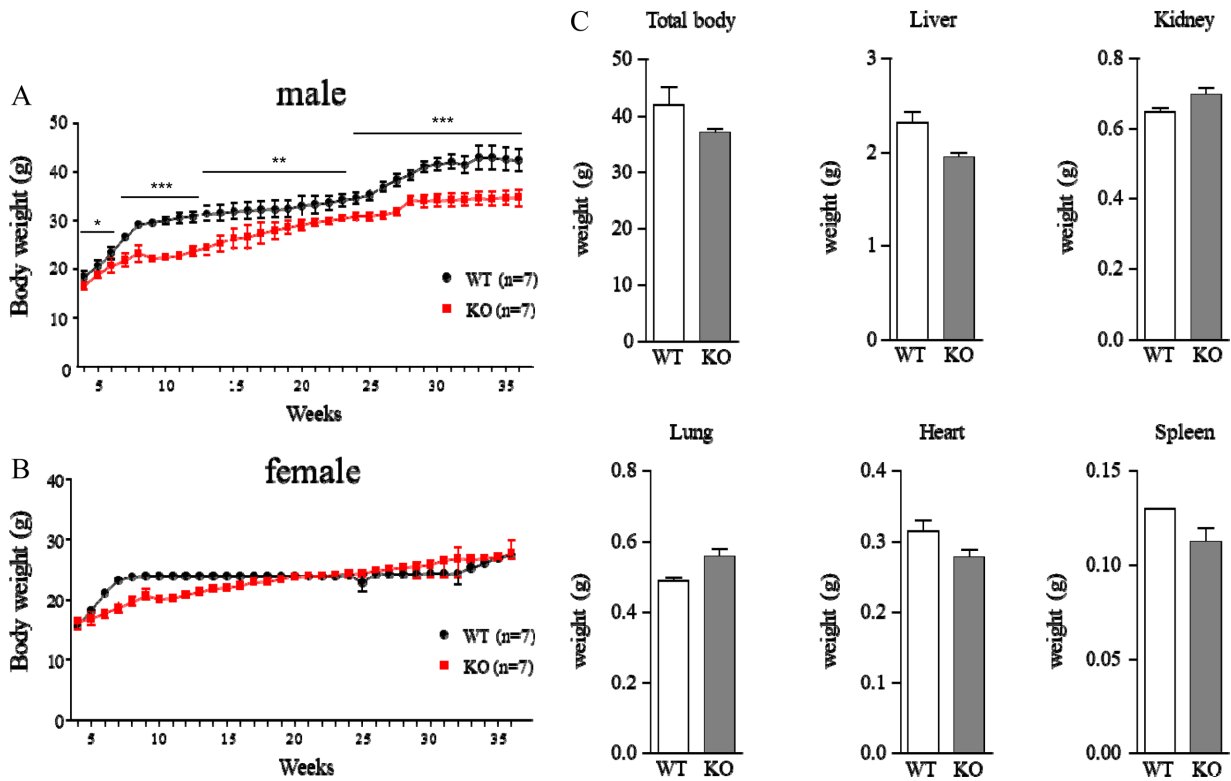 A
male
Body weight (g)
50
40
30
20
10
0
*
***
**
***
WT (n=7)
KO (n=7)
5
10
15
20
25
30
35
Weeks
B
female
Body weight (g)
40
30
20
10
0
WT (n=7)
KO (n=7)
5
10
15
20
25
30
35
Weeks
C
Total body
weight (g)
50
40
30
20
10
0
WT KO
Liver
weight (g)
3
2
1
0
WT KO
Kidney
weight (g)
0.8
0.6
0.4
0.2
0.0
WT KO
Lung
weight (g)
0.8
0.6
0.4
0.2
0.0
WT KO
Heart
weight (g)
0.4
0.3
0.2
0.1
0.0
WT KO
Spleen
weight (g)
0.15
0.10
0.05
0.00
WT KO